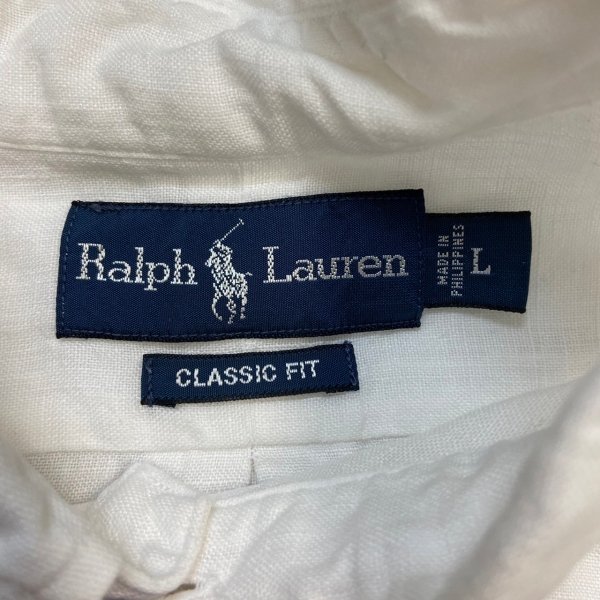 Ralph Lauren
MADE IN
PHILIPPINES
L
CLASSIC FIT